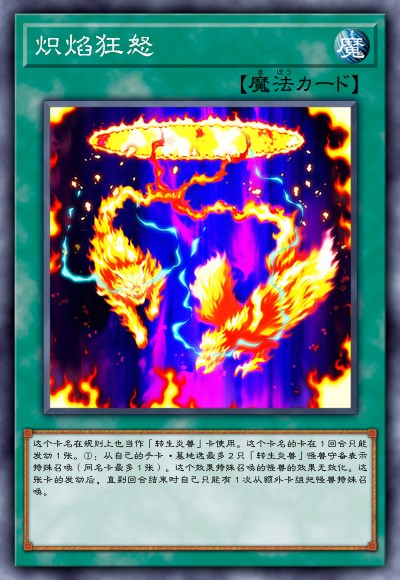 炽焰狂怒
魔
【魔法カード】
这个卡名在规则上也当作「转生炎兽」卡使用。这个卡名的卡在1回合只能
发动1张。①：从自己的手卡·墓地选最多2只「转生炎兽」怪兽守备表示
特殊召唤（同名卡最多1张）。这个效果特殊召唤的怪兽的效果无效化。这
张卡的发动后，直到回合结束时自己只能有1次从额外卡组把怪兽特殊召
唤。